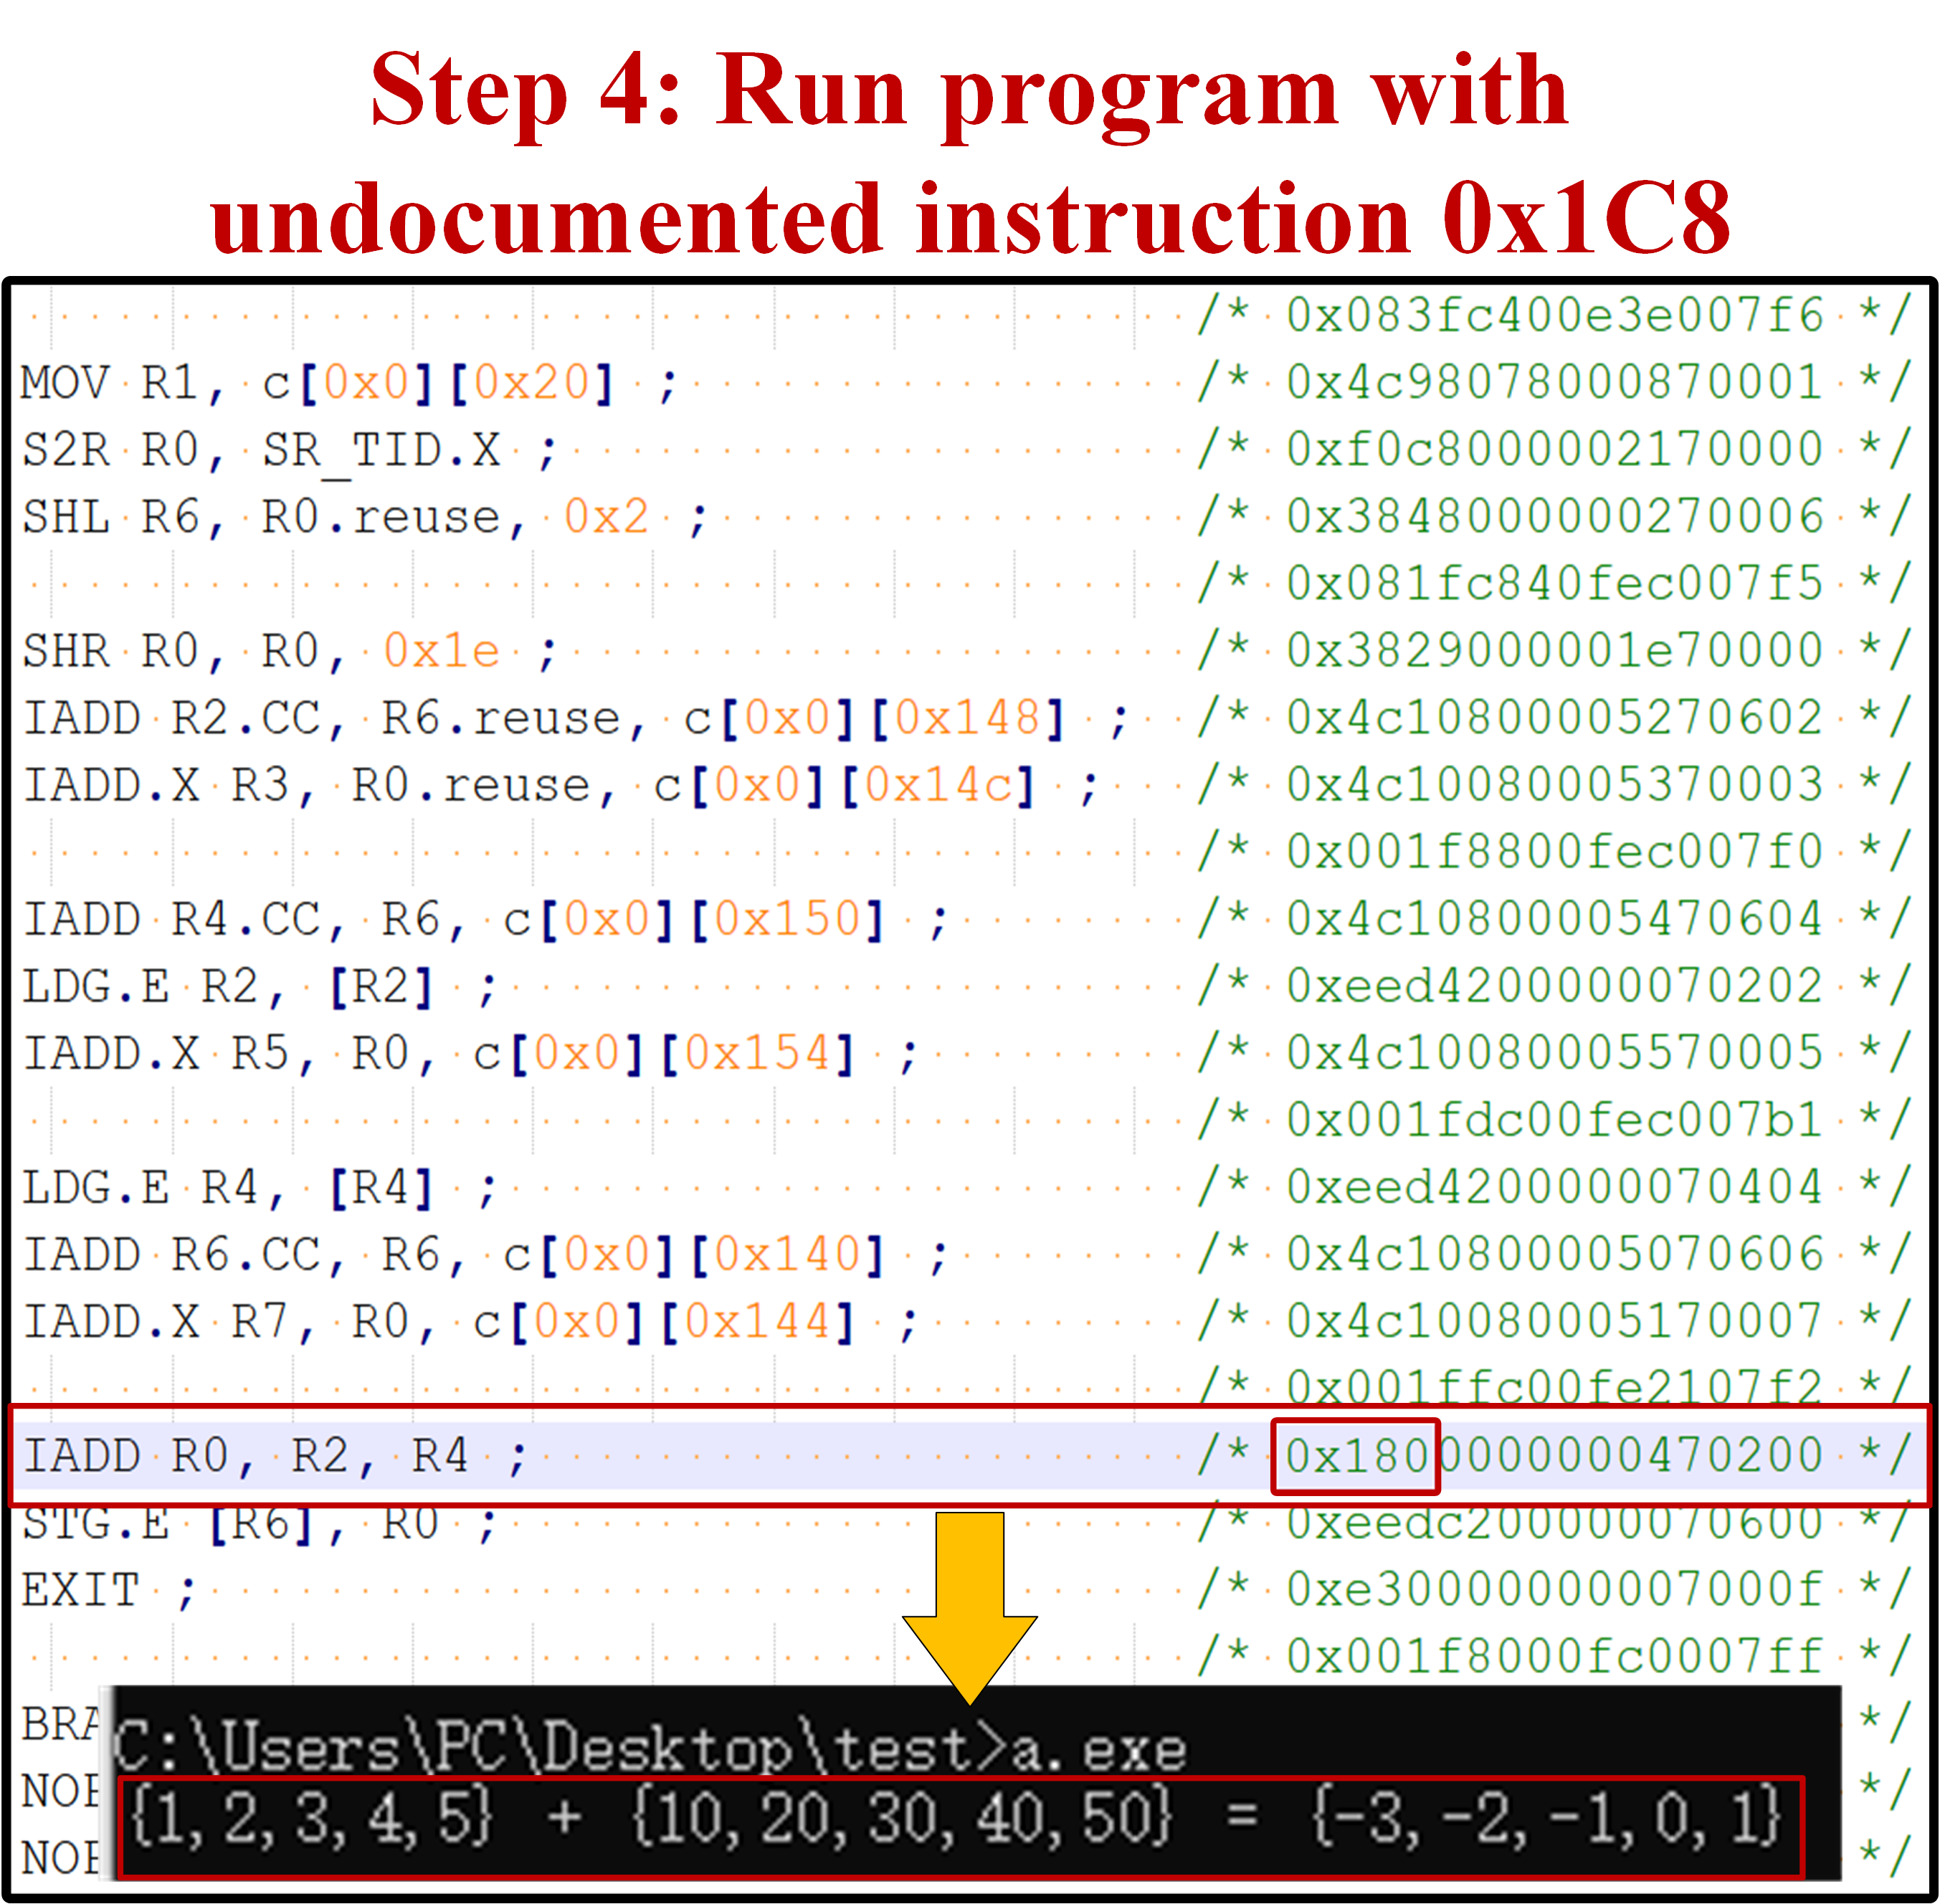 Step 4: Run program with
undocumented instruction 0x1C8
/* 0x083fc400e3e007f6 */
MOV R1, c[0x0][0x20] ; /* 0x4c98078000870001 */
S2R R0, SR_TID.X ; /* 0xf0c8000002170000 */
SHL R6, R0.reuse, 0x2 ; /* 0x3848000000270006 */
/* 0x081fc840fec007f5 */
SHR R0, R0, 0x1e ; /* 0x3829000001e70000 */
IADD R2.CC, R6.reuse, c[0x0][0x148] ; /* 0x4c10800005270602 */
IADD.X R3, R0.reuse, c[0x0][0x14c] ; /* 0x4c10080005370003 */
/* 0x001f8800fec007f0 */
IADD R4.CC, R6, c[0x0][0x150] ; /* 0x4c10800005470604 */
LDG.E R2, [R2] ; /* 0xeed4200000070202 */
IADD.X R5, R0, c[0x0][0x154] ; /* 0x4c10080005570005 */
/* 0x001fdc00fec007b1 */
LDG.E R4, [R4] ; /* 0xeed4200000070404 */
IADD R6.CC, R6, c[0x0][0x140] ; /* 0x4c10800005070606 */
IADD.X R7, R0, c[0x0][0x144] ; /* 0x4c10080005170007 */
/* 0x001ffc00fe2107f2 */
IADD R0, R2, R4 ; /* 0x1800000000470200 */
STG.E [R6], R0 ; /* 0xeedc200000070600 */
EXIT ; /* 0xe30000000007000f */
/* 0x001f8000fc0007ff */
BRA */
C:\Users\PC\Desktop\test>a.exe
NOP */
{1, 2, 3, 4, 5} + {10, 20, 30, 40, 50} = {-3, -2, -1, 0, 1}
NOP */